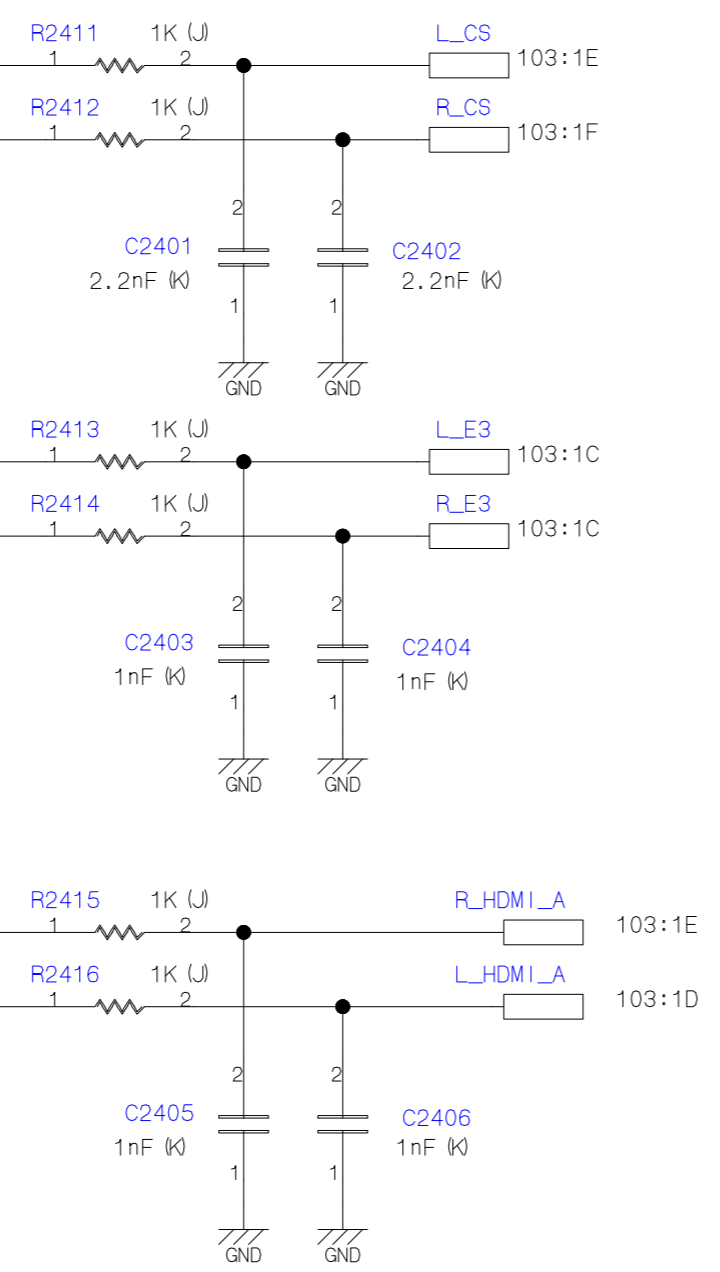 R2411 1K (J) L_CS
1 2 103:1E
R2412 1K (J) R_CS
1 2 103:1F
2 2
C2401 C2402
2.2nF (K) 2.2nF (K)
1 1
GND GND
R2413 1K (J) L_E3
1 2 103:1C
R2414 1K (J) R_E3
1 2 103:1C
2 2
C2403 C2404
1nF (K) 1nF (K)
1 1
GND GND
R2415 1K (J) R_HDMI_A
1 2 103:1E
R2416 1K (J) L_HDMI_A
1 2 103:1D
2 2
C2405 C2406
1nF (K) 1nF (K)
1 1
GND GND